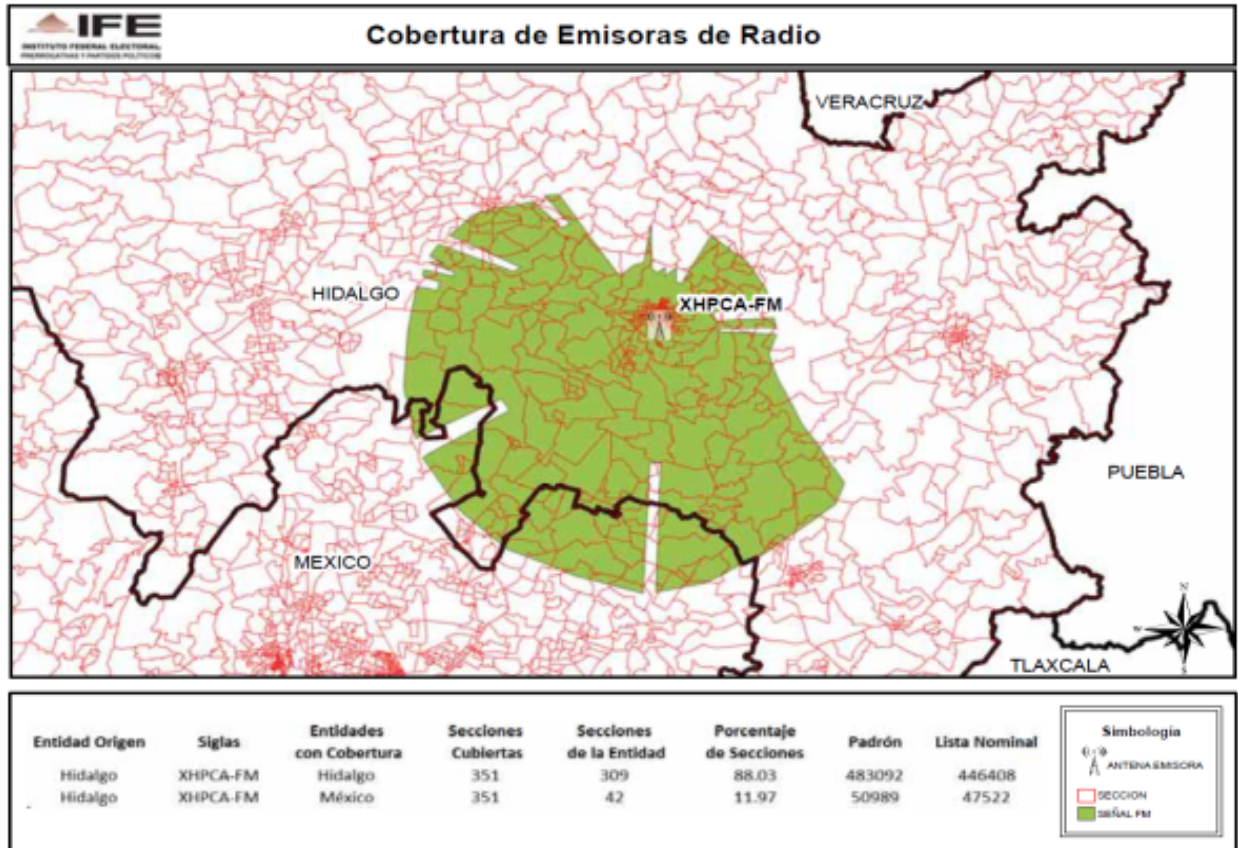 IFE
INSTITUTO FEDERAL ELECTORAL
PRERROGATIVAS Y PARTIDOS POLITICOS
Cobertura de Emisoras de Radio
VERACRUZ
HIDALGO
XHPCA-FM
PUEBLA
MEXICO
TLAXCALA
N
W
S
Entidad Origen Siglas Entidades con Cobertura Secciones Cubiertas Secciones de la Entidad Porcentaje de Secciones Padrón Lista Nominal
Hidalgo XHPCA-FM Hidalgo 351 309 88.03 483092 446408
Hidalgo XHPCA-FM México 351 42 11.97 50989 47522
Simbología
ANTENA EMISORA
SECCION
SEÑAL FM